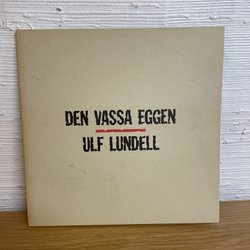 DEN VASSA EGGEN
ULF LUNDELL